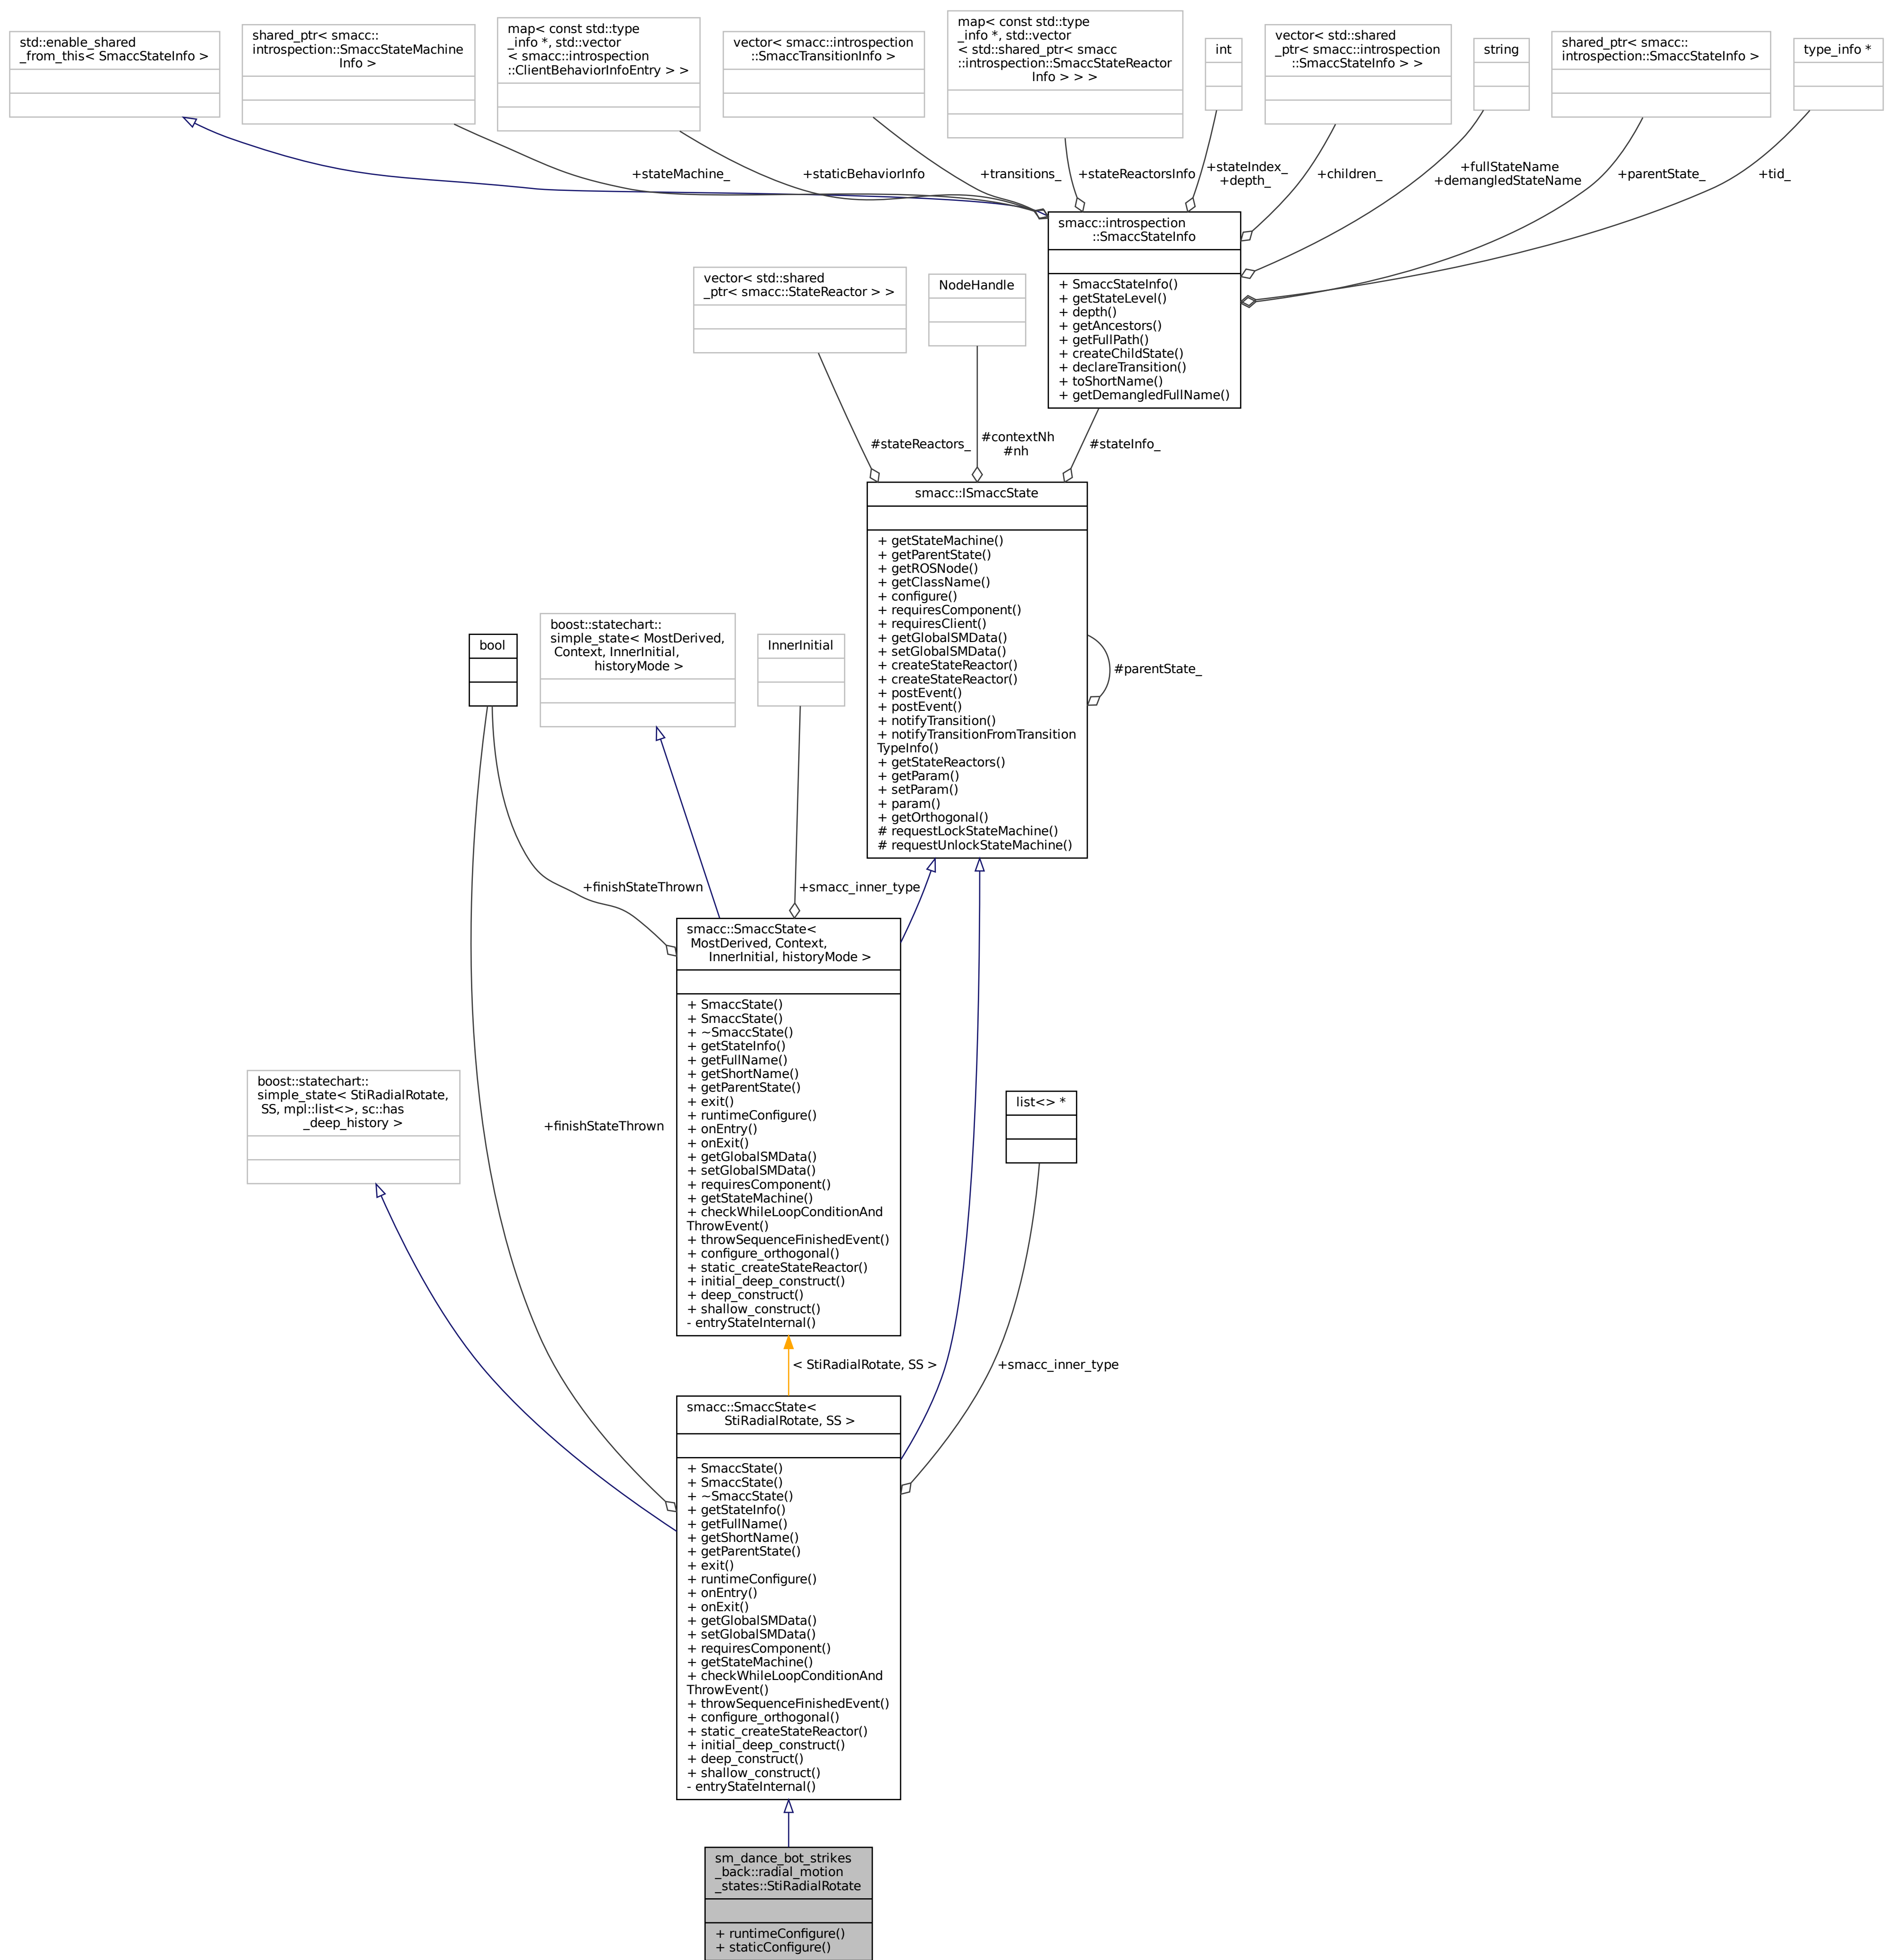 std::enable_shared
_from_this< SmaccStateInfo >
shared_ptr< smacc::
introspection::SmaccStateMachine
Info >
map< const std::type
_info *, std::vector
< smacc::introspection
::ClientBehaviorInfoEntry > >
vector< smacc::introspection
::SmaccTransitionInfo >
map< const std::type
_info *, std::vector
< std::shared_ptr< smacc
::introspection::SmaccStateReactor
Info > > >
int
vector< std::shared
_ptr< smacc::introspection
::SmaccStateInfo > >
string
shared_ptr< smacc::
introspection::SmaccStateInfo >
type_info *
+stateMachine_
+staticBehaviorInfo
+transitions_
+stateReactorsInfo
+stateIndex_
+depth_
+children_
+fullStateName
+demangledStateName
+parentState_
+tid_
smacc::introspection
::SmaccStateInfo
+ SmaccStateInfo()
+ getStateLevel()
+ depth()
+ getAncestors()
+ getFullPath()
+ createChildState()
+ declareTransition()
+ toShortName()
+ getDemangledFullName()
vector< std::shared
_ptr< smacc::StateReactor > >
NodeHandle
#stateReactors_
#contextNh
#nh
#stateInfo_
smacc::ISmaccState
+ getStateMachine()
+ getParentState()
+ getROSNode()
+ getClassName()
+ configure()
+ requiresComponent()
+ requiresClient()
+ getGlobalSMData()
+ setGlobalSMData()
+ createStateReactor()
+ createStateReactor()
+ postEvent()
+ postEvent()
+ notifyTransition()
+ notifyTransitionFromTransition
TypeInfo()
+ getStateReactors()
+ getParam()
+ setParam()
+ param()
+ getOrthogonal()
# requestLockStateMachine()
# requestUnlockStateMachine()
#parentState_
bool
boost::statechart::
simple_state< MostDerived,
Context, InnerInitial,
historyMode >
InnerInitial
+finishStateThrown
+smacc_inner_type
smacc::SmaccState<
MostDerived, Context,
InnerInitial, historyMode >
+ SmaccState()
+ SmaccState()
+ ~SmaccState()
+ getStateInfo()
+ getFullName()
+ getShortName()
+ getParentState()
+ exit()
+ runtimeConfigure()
+ onEntry()
+ onExit()
+ getGlobalSMData()
+ setGlobalSMData()
+ requiresComponent()
+ getStateMachine()
+ checkWhileLoopConditionAnd
ThrowEvent()
+ throwSequenceFinishedEvent()
+ configure_orthogonal()
+ static_createStateReactor()
+ initial_deep_construct()
+ deep_construct()
+ shallow_construct()
- entryStateInternal()
boost::statechart::
simple_state< StiRadialRotate,
SS, mpl::list<>, sc::has
_deep_history >
+finishStateThrown
list<> *
< StiRadialRotate, SS >
+smacc_inner_type
smacc::SmaccState<
StiRadialRotate, SS >
+ SmaccState()
+ SmaccState()
+ ~SmaccState()
+ getStateInfo()
+ getFullName()
+ getShortName()
+ getParentState()
+ exit()
+ runtimeConfigure()
+ onEntry()
+ onExit()
+ getGlobalSMData()
+ setGlobalSMData()
+ requiresComponent()
+ getStateMachine()
+ checkWhileLoopConditionAnd
ThrowEvent()
+ throwSequenceFinishedEvent()
+ configure_orthogonal()
+ static_createStateReactor()
+ initial_deep_construct()
+ deep_construct()
+ shallow_construct()
- entryStateInternal()
sm_dance_bot_strikes
_back::radial_motion
_states::StiRadialRotate
+ runtimeConfigure()
+ staticConfigure()